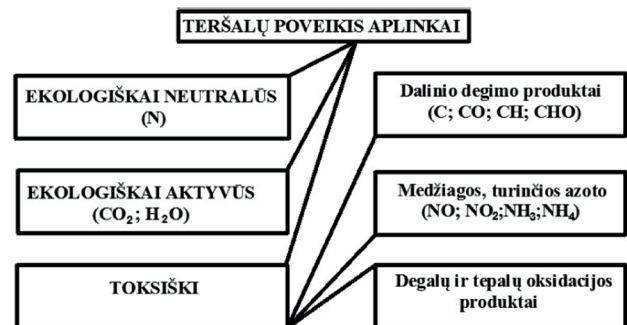 TERŠALŲ POVEIKIS APLINKAI
EKOLOGIŠKAI NEUTRALŪS
(N)
EKOLOGIŠKAI AKTYVŪS
(CO₂; H₂O)
TOKSIŠKI
Dalinio degimo produktai
(C; CO; CH; CHO)
Medžiagos, turinčios azoto
(NO; NO₂;NH₃;NH₄)
Degalų ir tepalų oksidacijos
produktai